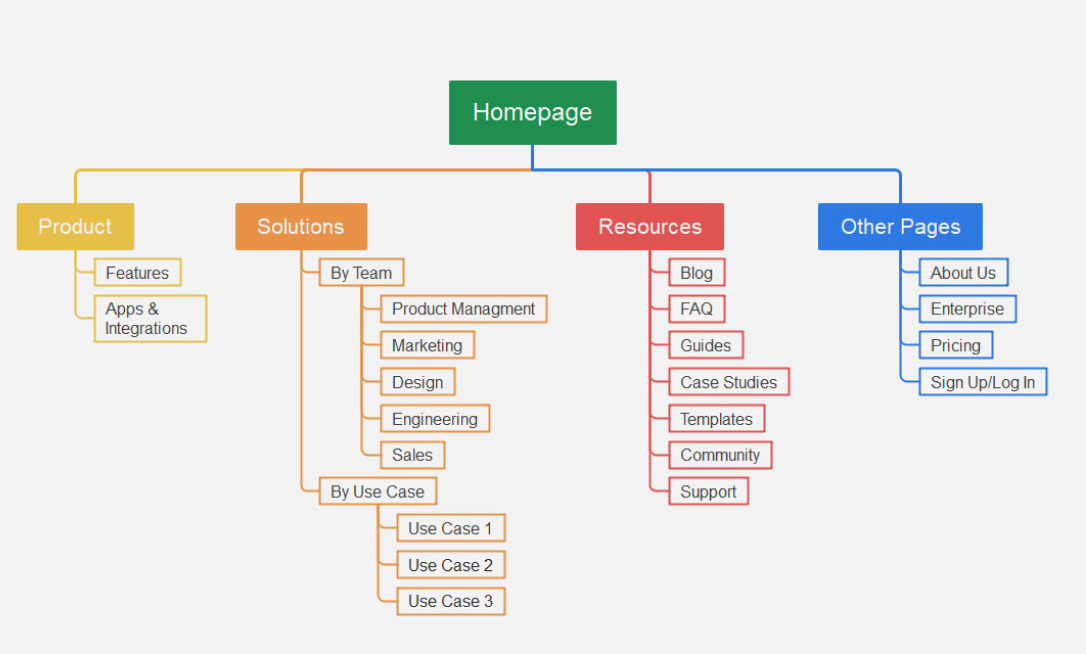 Homepage
Product
Features
Apps &
Integrations
Solutions
By Team
Product Managment
Marketing
Design
Engineering
Sales
By Use Case
Use Case 1
Use Case 2
Use Case 3
Resources
Blog
FAQ
Guides
Case Studies
Templates
Community
Support
Other Pages
About Us
Enterprise
Pricing
Sign Up/Log In